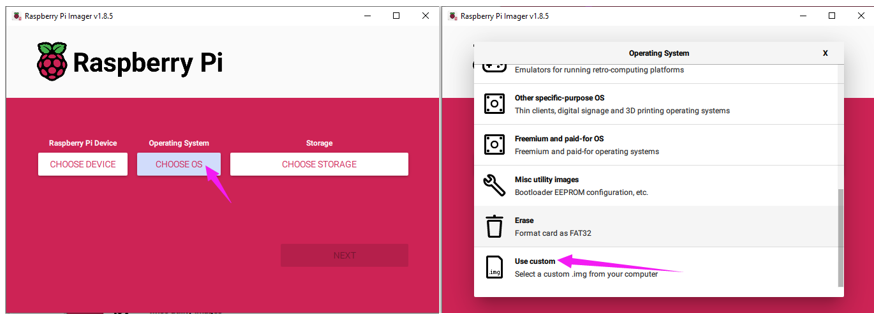 Raspberry Pi Imager v1.8.5
Raspberry Pi
Raspberry Pi Device
Operating System
Storage
CHOOSE DEVICE
CHOOSE OS
CHOOSE STORAGE
NEXT
Raspberry Pi Imager v1.8.5
Operating System
X
Emulators for running retro-computing platforms
Other specific-purpose OS
Thin clients, digital signage and 3D printing operating systems
Freemium and paid-for OS
Freemium and paid-for operating systems
Misc utility images
Bootloader EEPROM configuration, etc.
Erase
Format card as FAT32
.img
Use custom
Select a custom .img from your computer